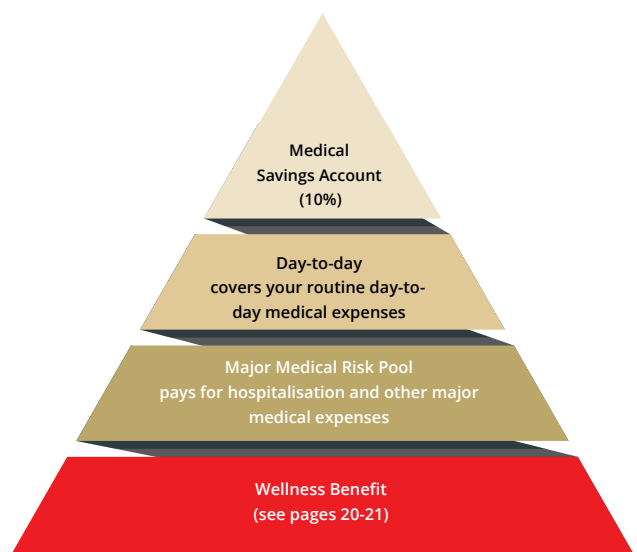 Medical
Savings Account
(10%)
Day-to-day
covers your routine day-to-
day medical expenses
Major Medical Risk Pool
pays for hospitalisation and other major
medical expenses
Wellness Benefit
(see pages 20-21)